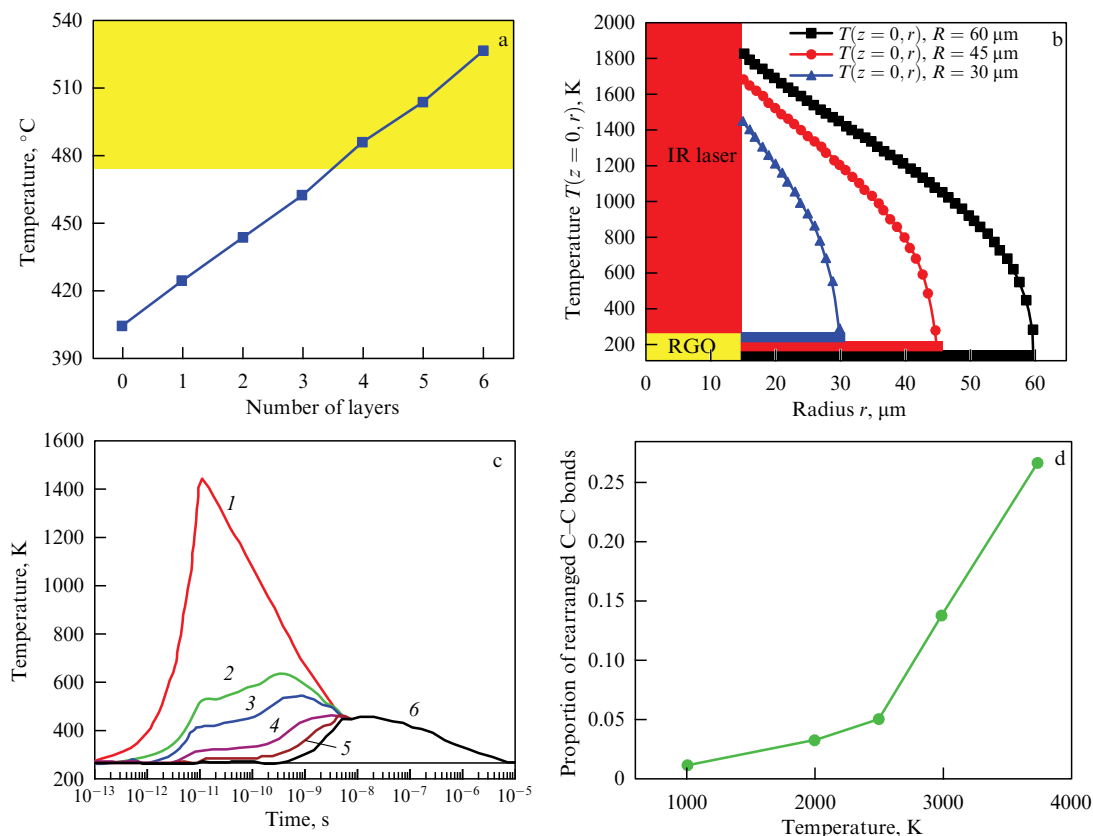 a
540
510
480
450
420
390
Temperature, °C
0 1 2 3 4 5 6
Number of layers
b
T(z = 0, r), R = 60 μm
T(z = 0, r), R = 45 μm
T(z = 0, r), R = 30 μm
2000
1800
1600
1400
1200
1000
800
600
400
200
Temperature T(z = 0, r), K
IR laser
RGO
0 10 20 30 40 50 60
Radius r, μm
c
1600
1400
1200
1000
800
600
400
200
Temperature, K
1
2
3
4
5
6
10⁻¹³ 10⁻¹² 10⁻¹¹ 10⁻¹⁰ 10⁻⁹ 10⁻⁸ 10⁻⁷ 10⁻⁶ 10⁻⁵
Time, s
d
0.25
0.20
0.15
0.10
0.05
0
Proportion of rearranged C–C bonds
1000 2000 3000 4000
Temperature, K